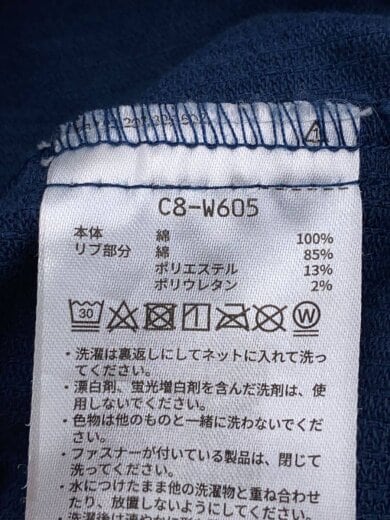 C8-W605
本体 綿 100%
リブ部分 綿 85%
ポリエステル 13%
ポリウレタン 2%
30 W
・洗濯は裏返しにしてネットに入れて洗っ
てください。
・漂白剤、蛍光増白剤を含んだ洗剤は、使
用しないでください。
・色物は他のものと一緒に洗わないでくだ
さい。
・ファスナーが付いている製品は、閉じて
洗ってください。
・水につけたまま他の洗濯物と重ね合わせ
たり、放置しないようにしてください。